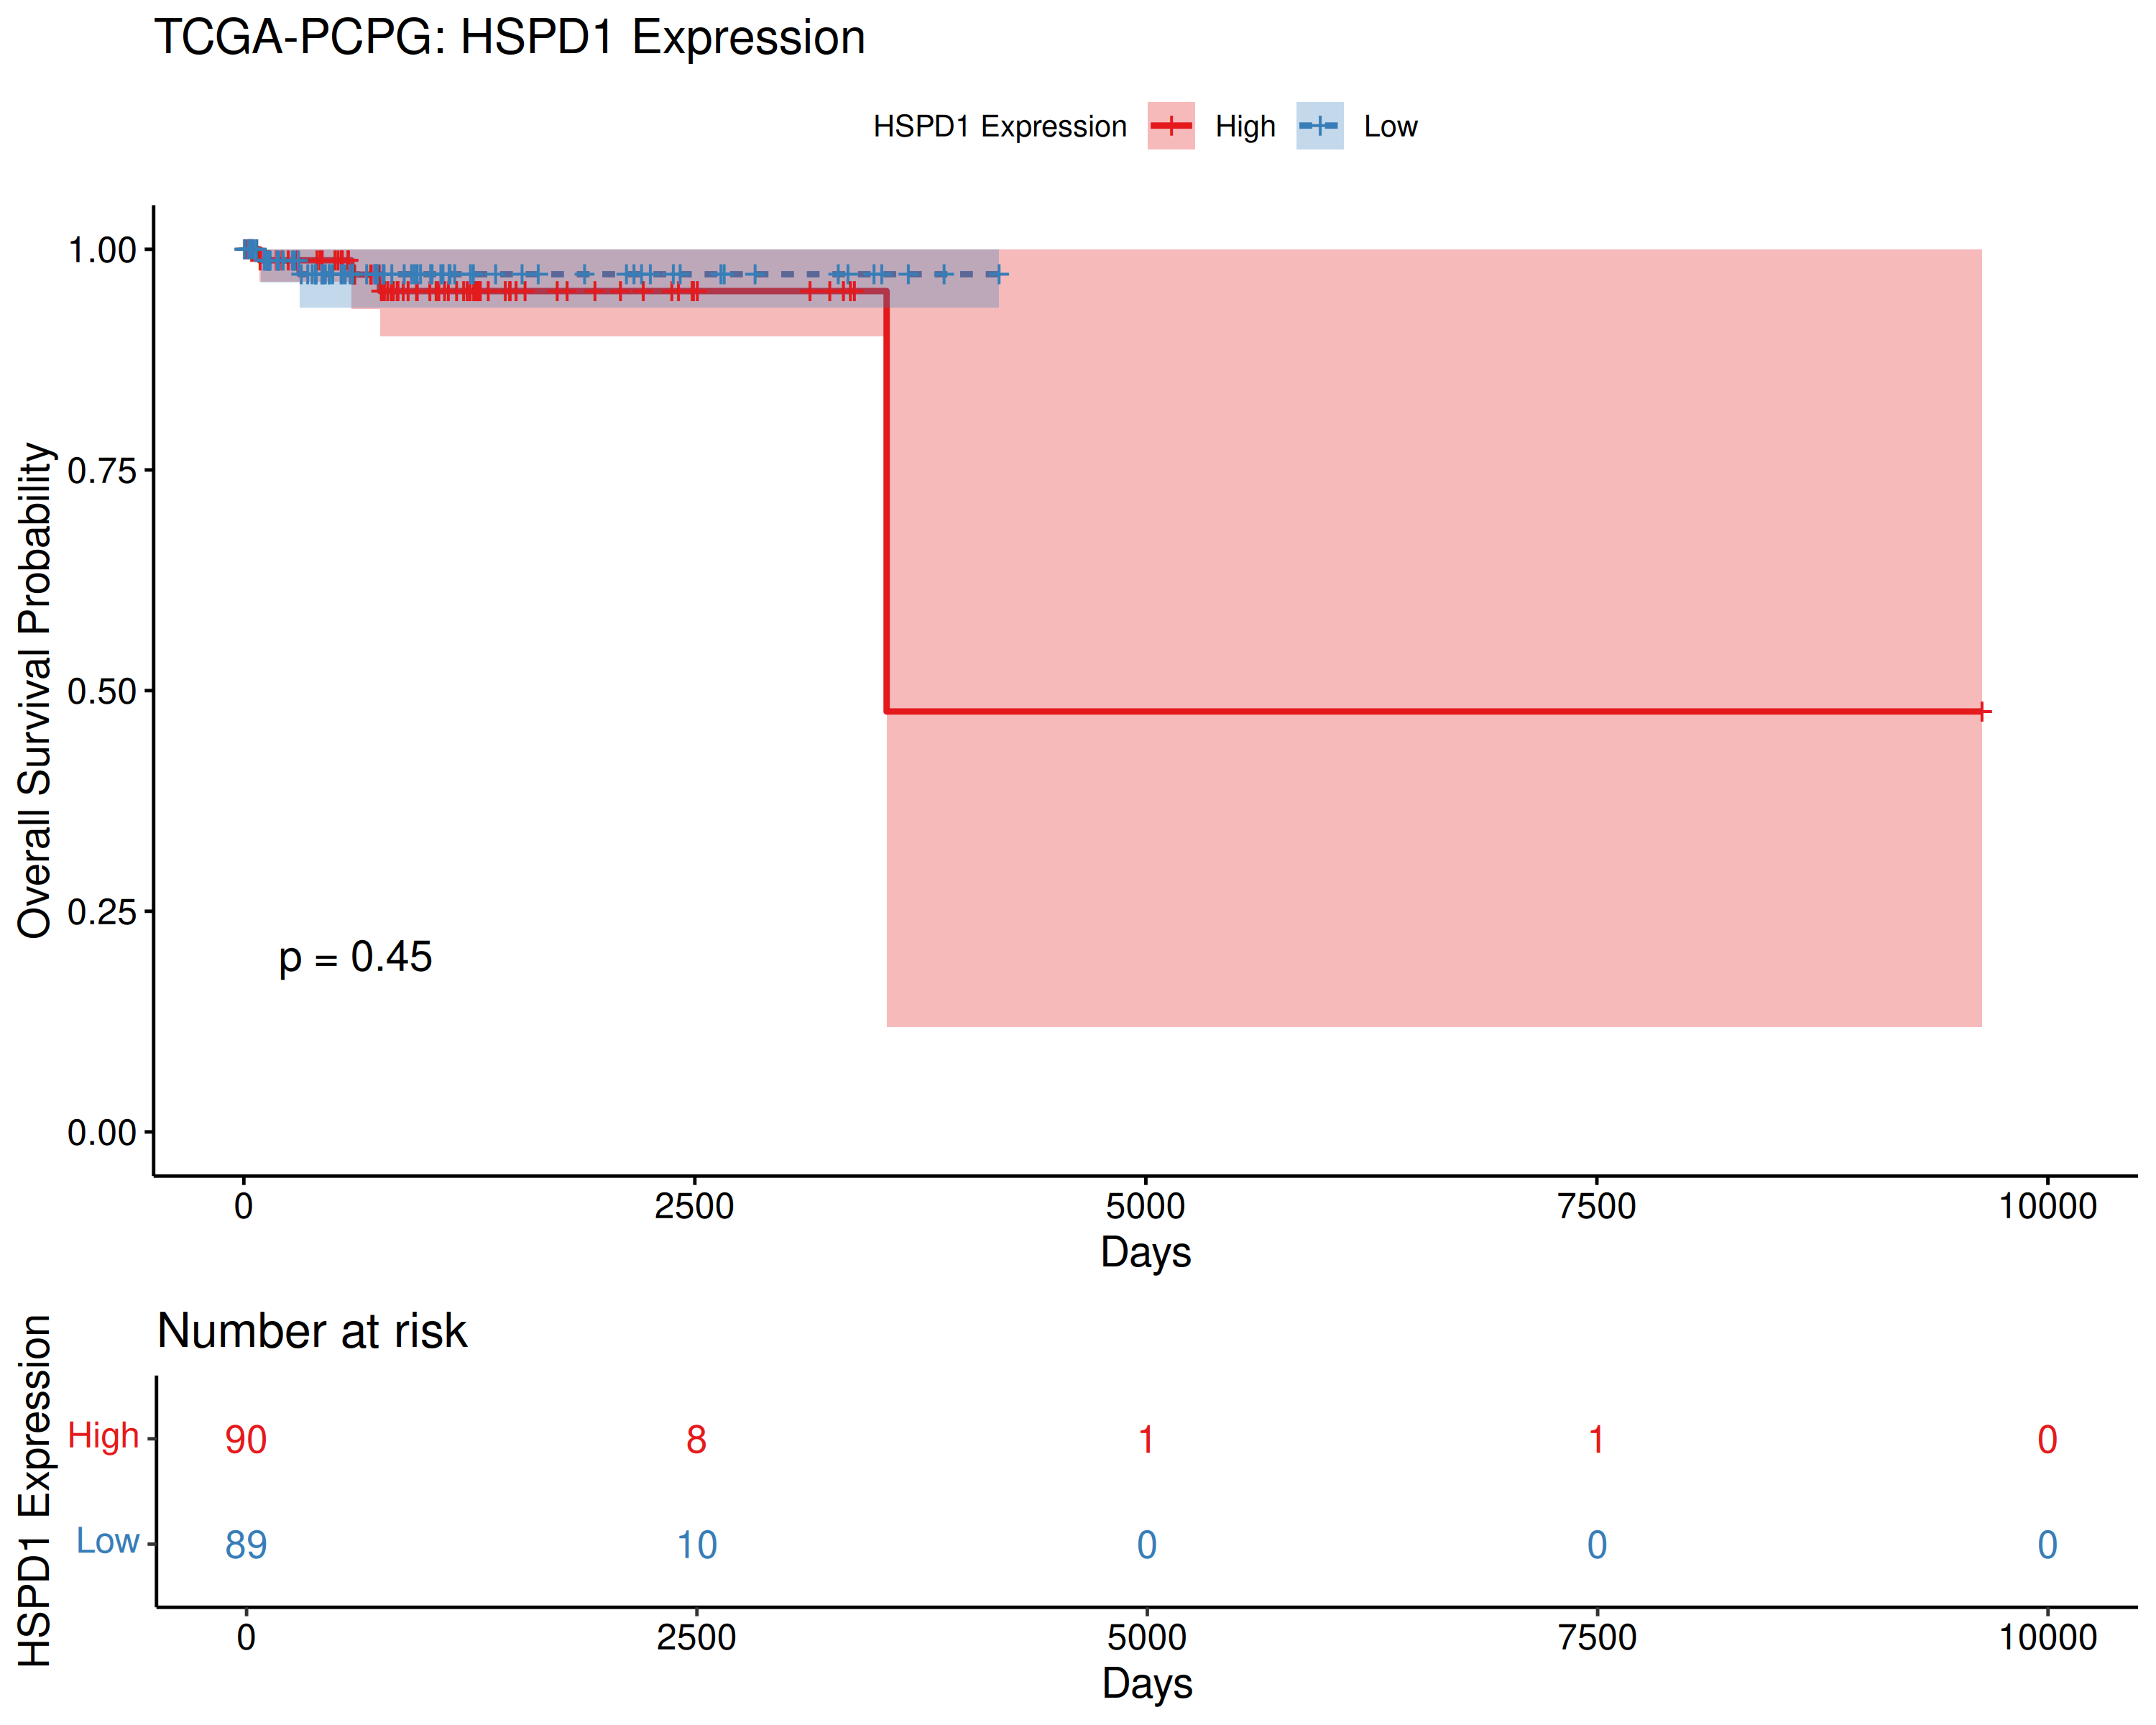 TCGA-PCPG: HSPD1 Expression
HSPD1 Expression High Low
Overall Survival Probability
1.00
0.75
0.50
0.25
0.00
p = 0.45
0 2500 5000 7500 10000
Days
Number at risk
HSPD1 Expression
High 90 8 1 1 0
Low 89 10 0 0 0
0 2500 5000 7500 10000
Days